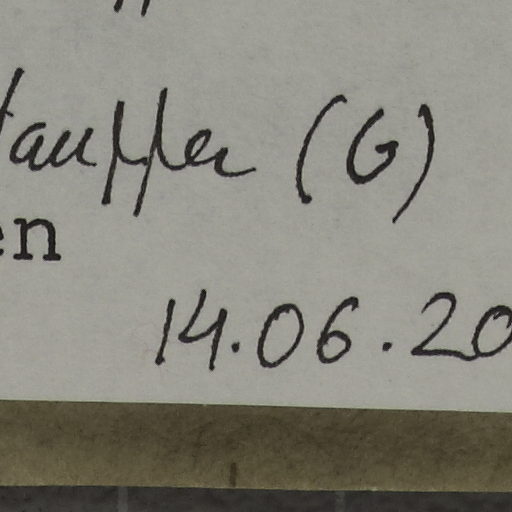 tauffer (G)
en
14.06.20